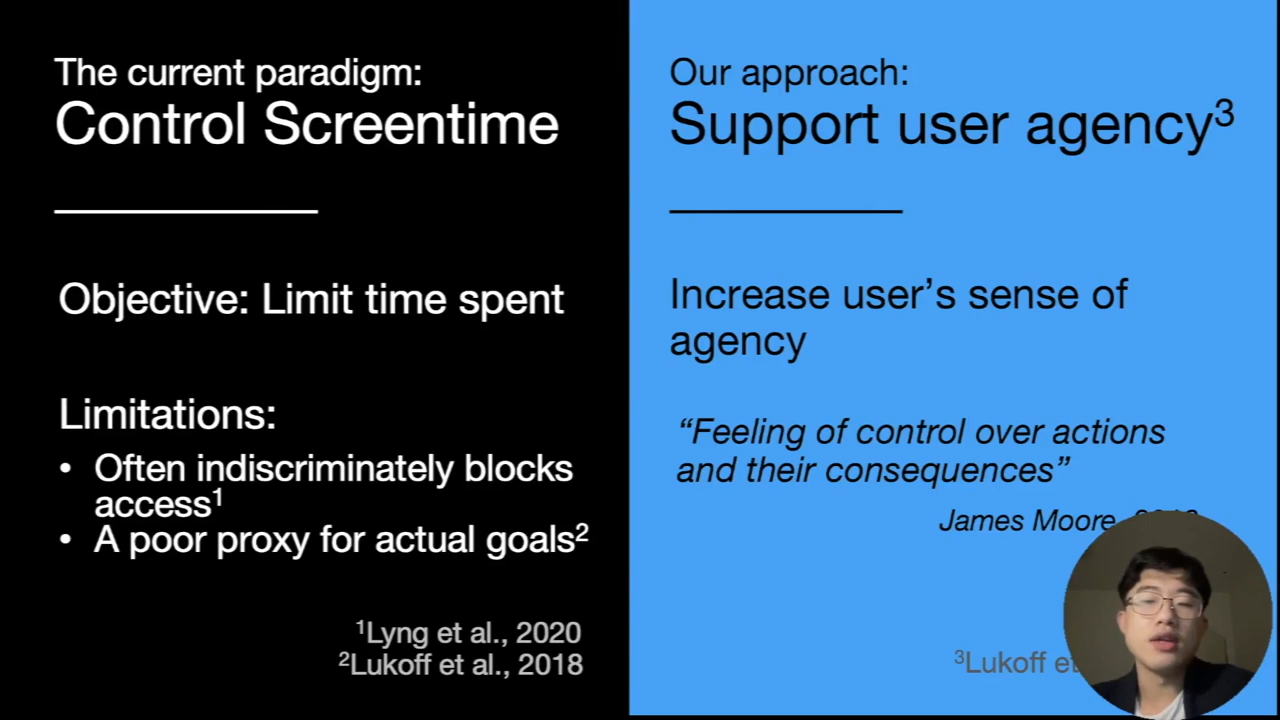 The current paradigm:
Control Screentime
Objective: Limit time spent
Limitations:
• Often indiscriminately blocks
access¹
• A poor proxy for actual goals²
¹Lyng et al., 2020
²Lukoff et al., 2018
Our approach:
Support user agency³
Increase user’s sense of
agency
“Feeling of control over actions
and their consequences”
James Moore,
³Lukoff et